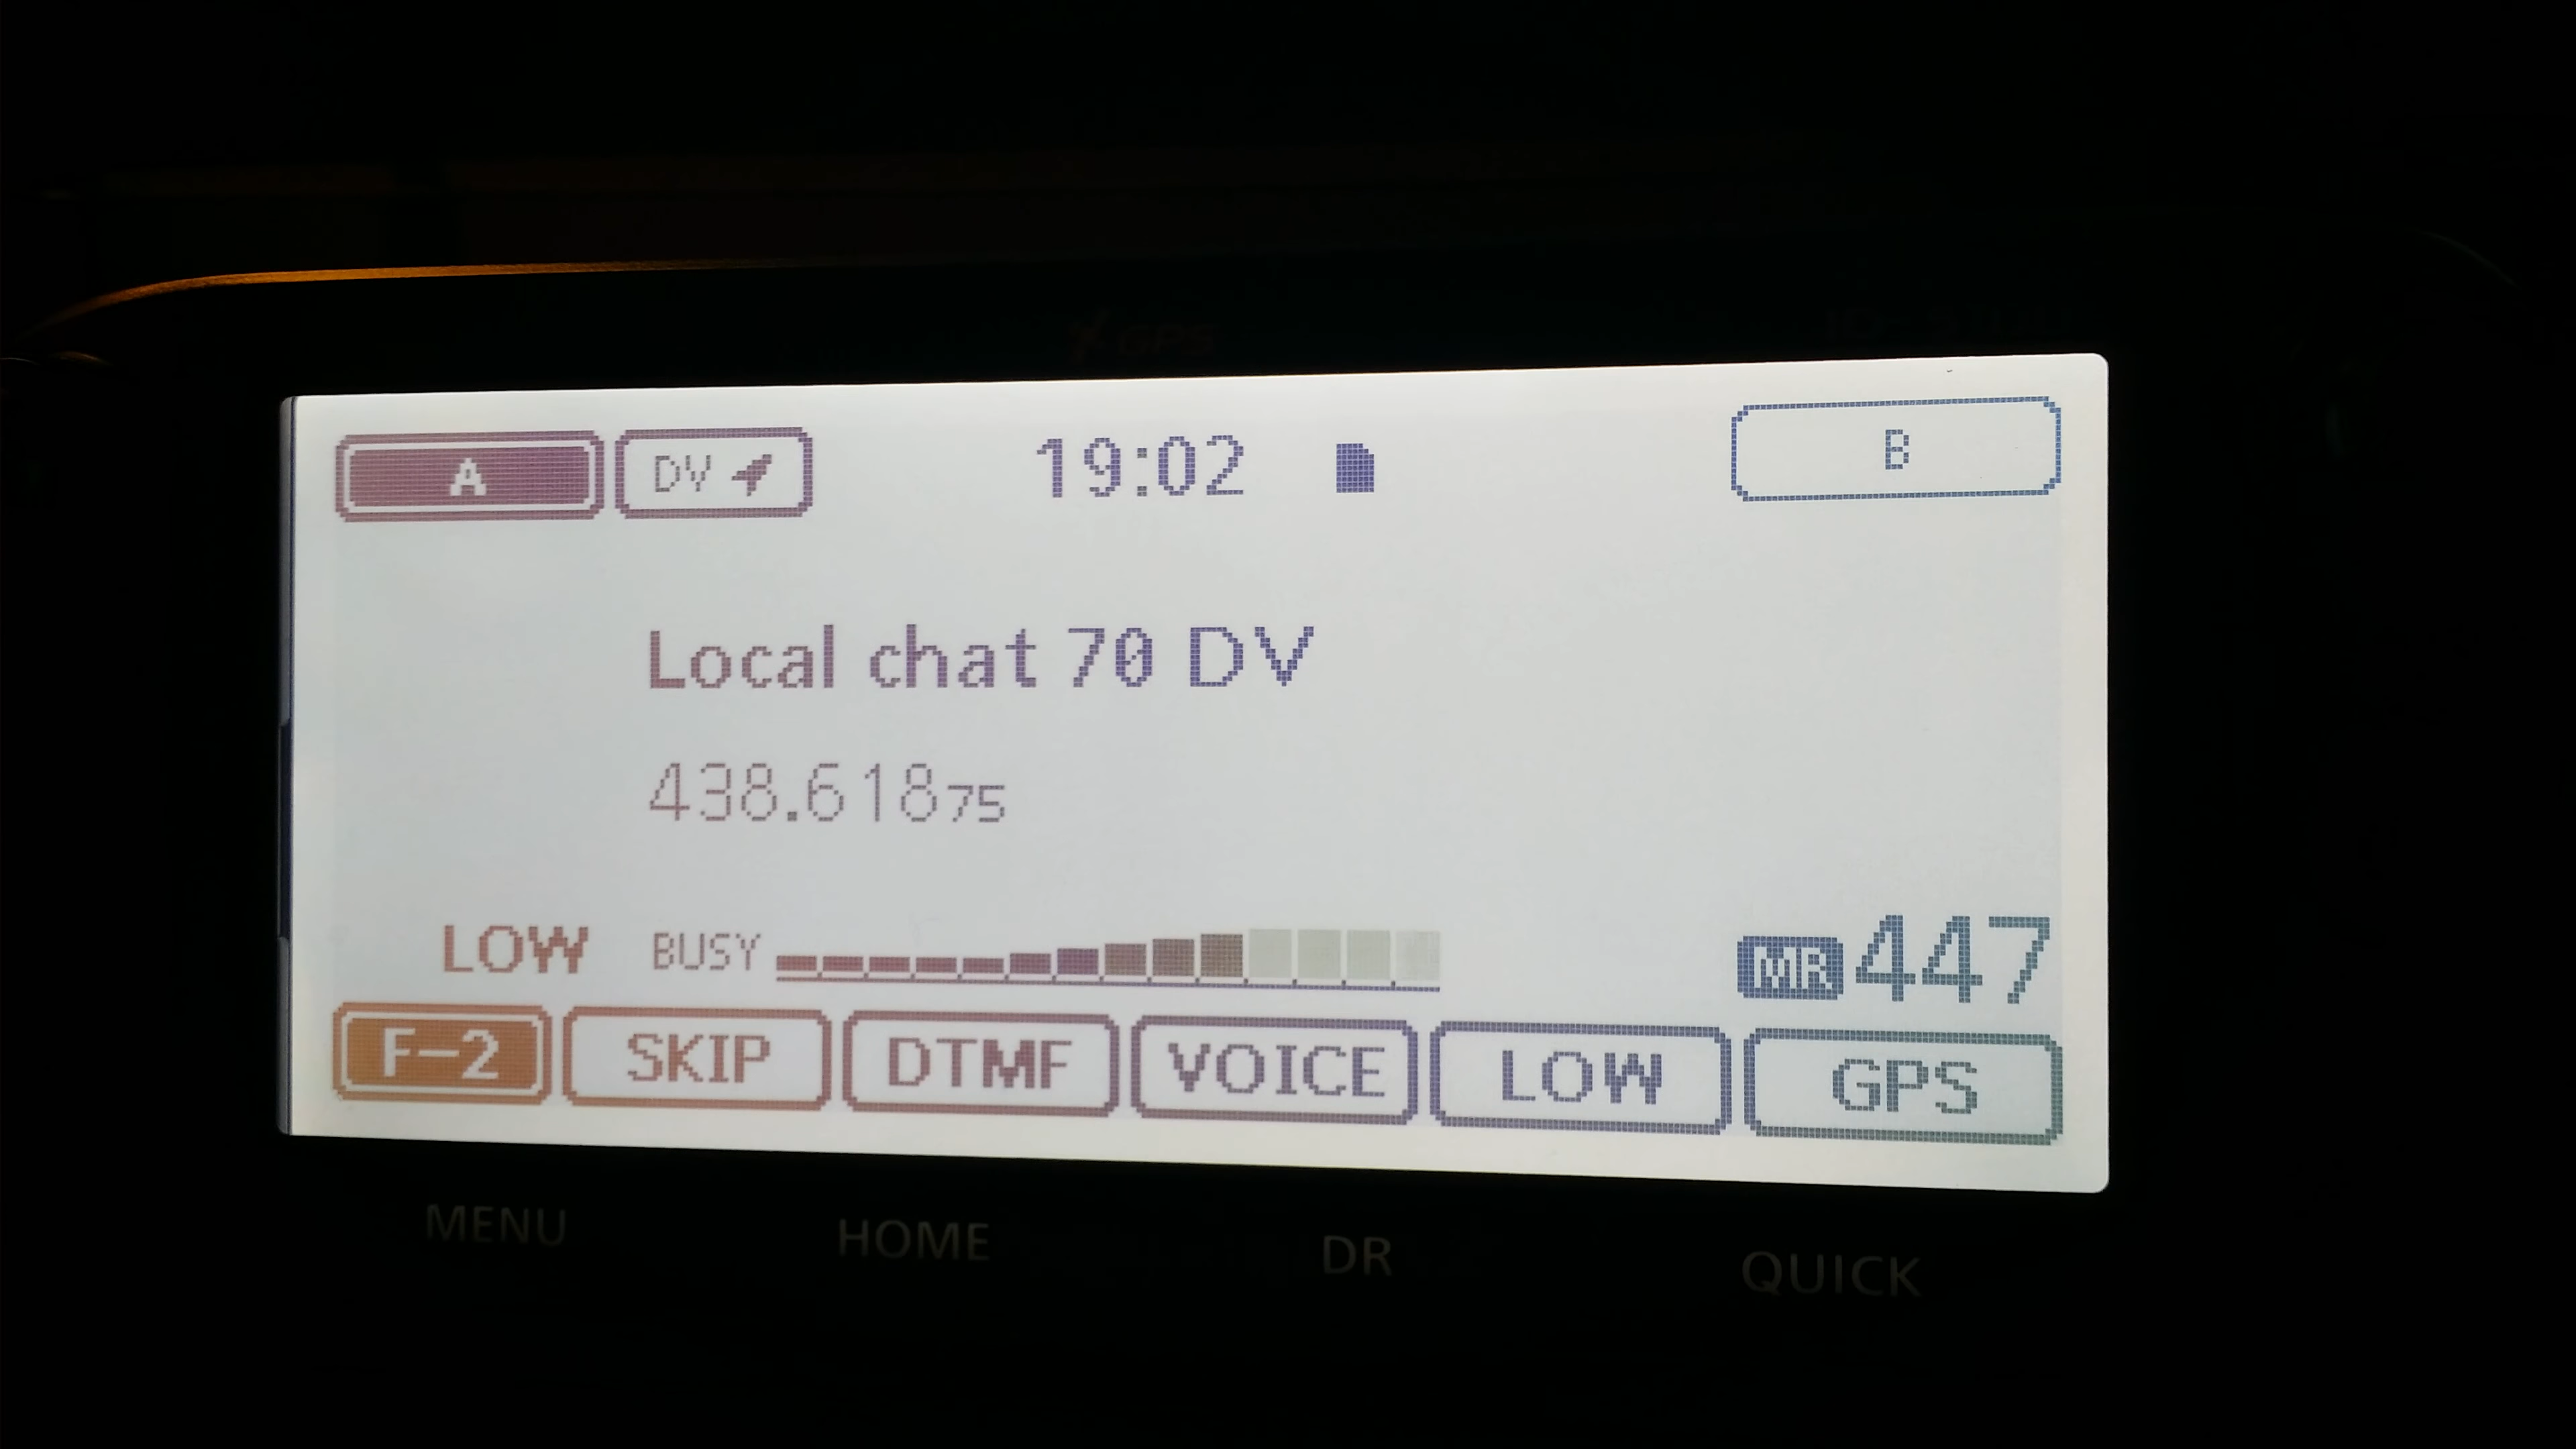 GPS
A DV 19:02 B
Local chat 70 DV
438.61875
LOW BUSY MR 447
F-2 SKIP DTMF VOICE LOW GPS
MENU HOME DR QUICK